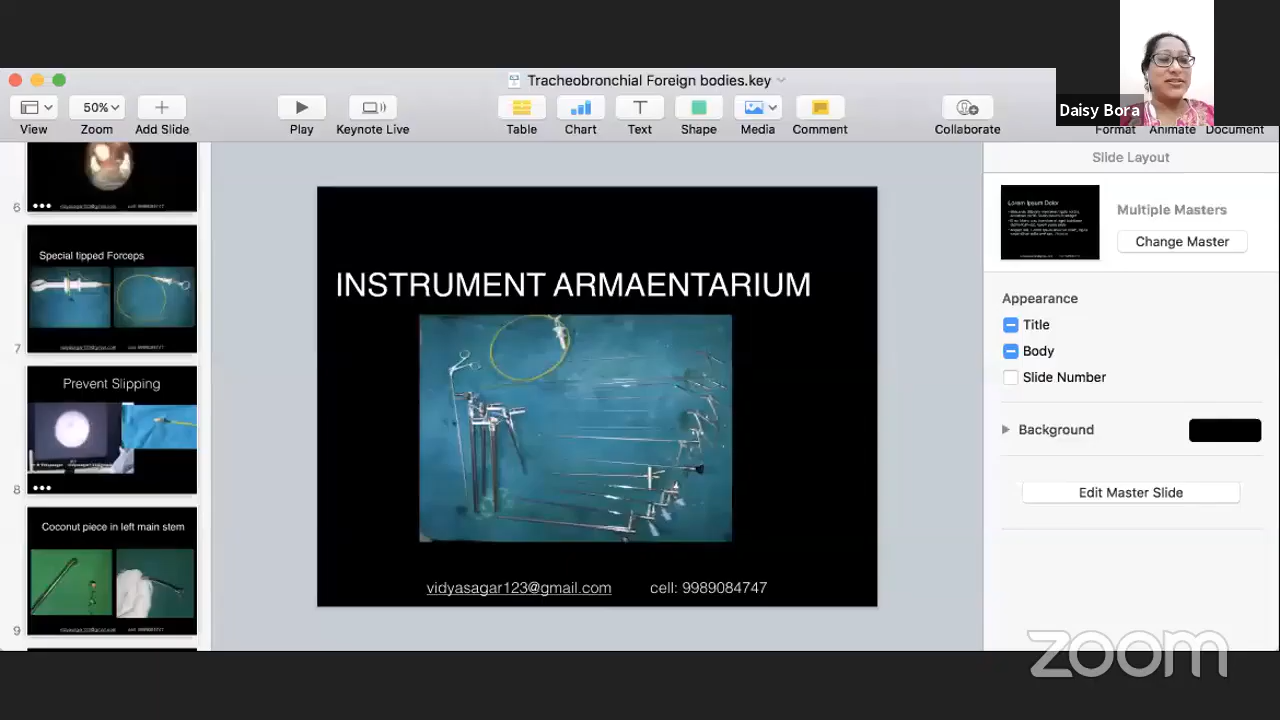 Tracheobronchial Foreign bodies.key
50%
View
Zoom
Add Slide
Play
Keynote Live
Table
Chart
Text
Shape
Media
Comment
Collaborate
Format
Animate
Document
Daisy Bora
6
Special tipped Forceps
7
Prevent Slipping
8
Coconut piece in left main stem
9
INSTRUMENT ARMAENTARIUM
vidyasagar123@gmail.com cell: 9989084747
Slide Layout
Lorem Ipsum Dolor
Multiple Masters
Change Master
Appearance
Title
Body
Slide Number
Background
Edit Master Slide
zoom